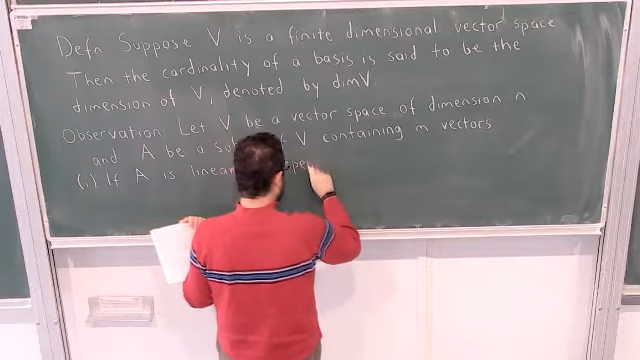 Defn Suppose V is a finite dimensional vector space
Then the cardinality of a basis is said to be the
dimension of V, denoted by dimV.
Observation: Let V be a vector space of dimension n
and A be a V containing m vectors
(i) If A is